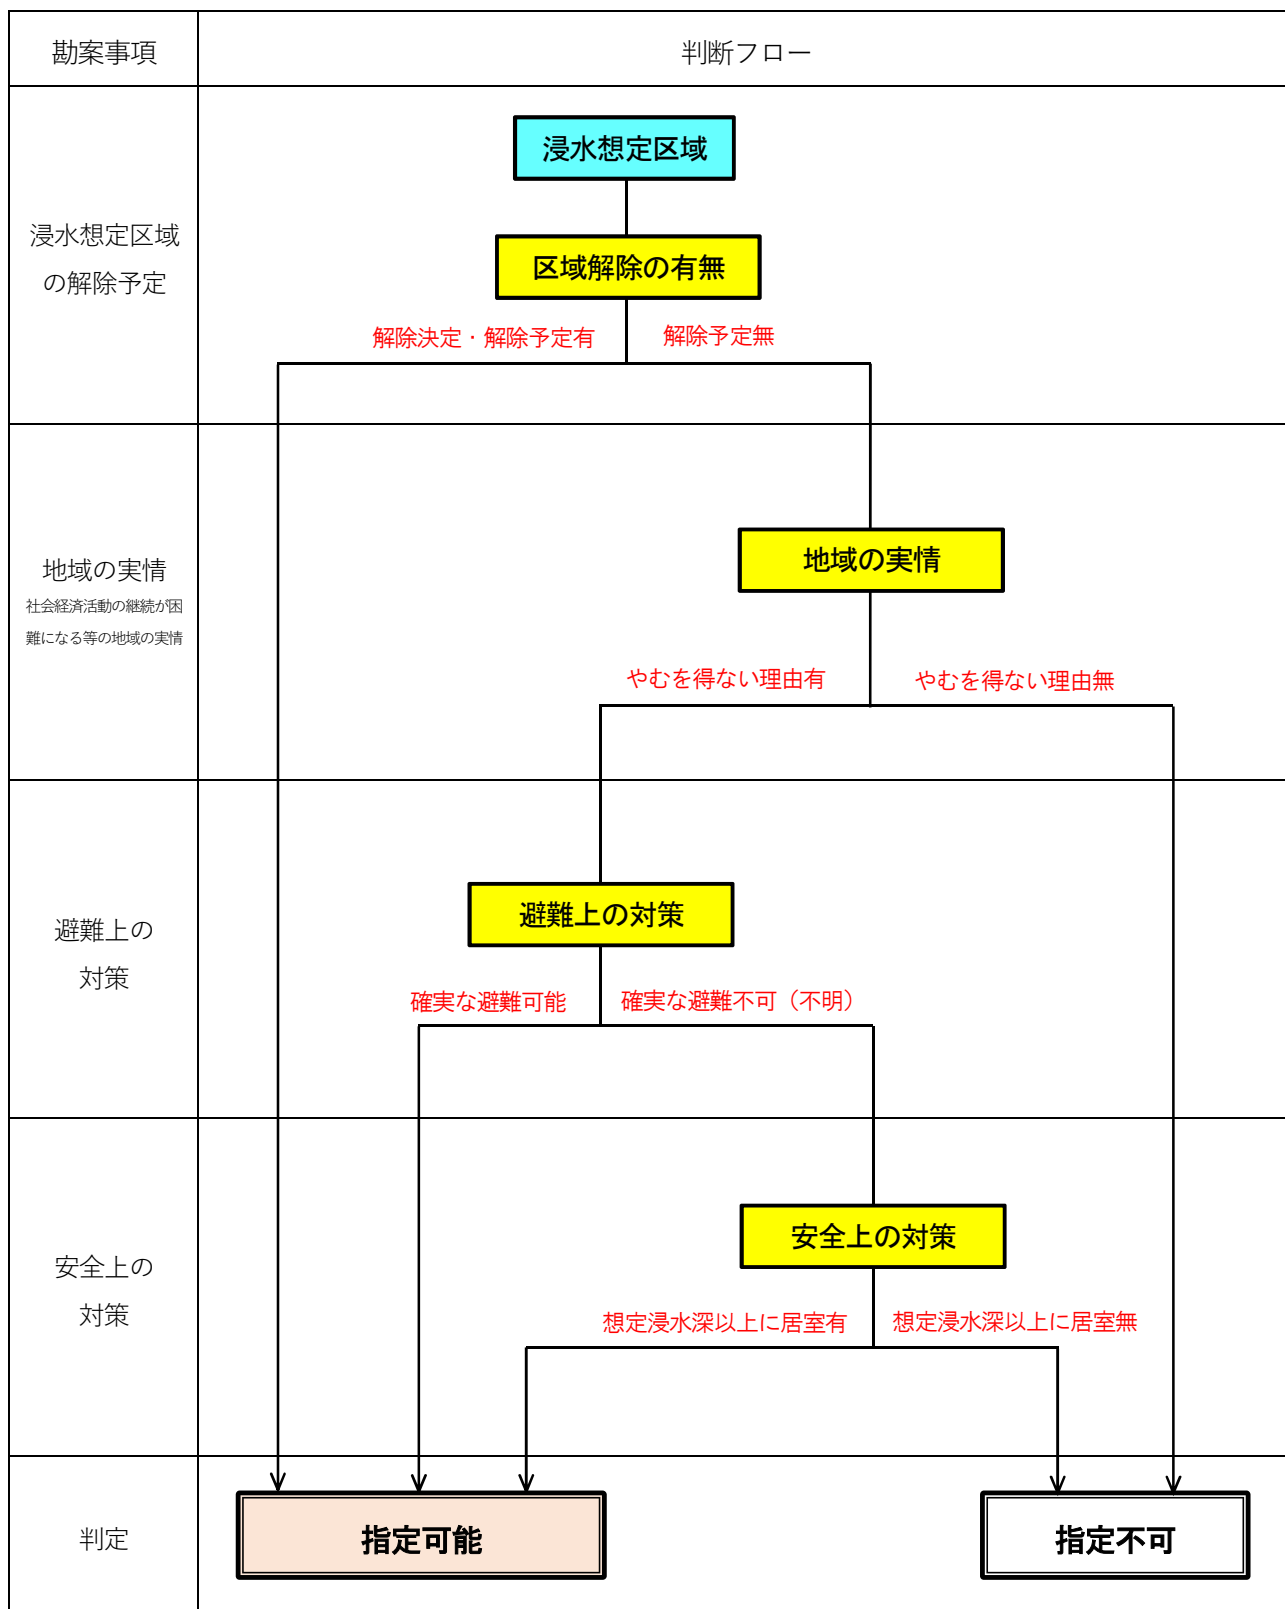 勘案事項
判断フロー
浸水想定区域
の解除予定
浸水想定区域
区域解除の有無
解除決定・解除予定有
解除予定無
地域の実情
社会経済活動の継続が困
難になる等の地域の実情
地域の実情
やむを得ない理由有
やむを得ない理由無
避難上の
対策
避難上の対策
確実な避難可能
確実な避難不可（不明）
安全上の
対策
安全上の対策
想定浸水深以上に居室有
想定浸水深以上に居室無
判定
指定可能
指定不可